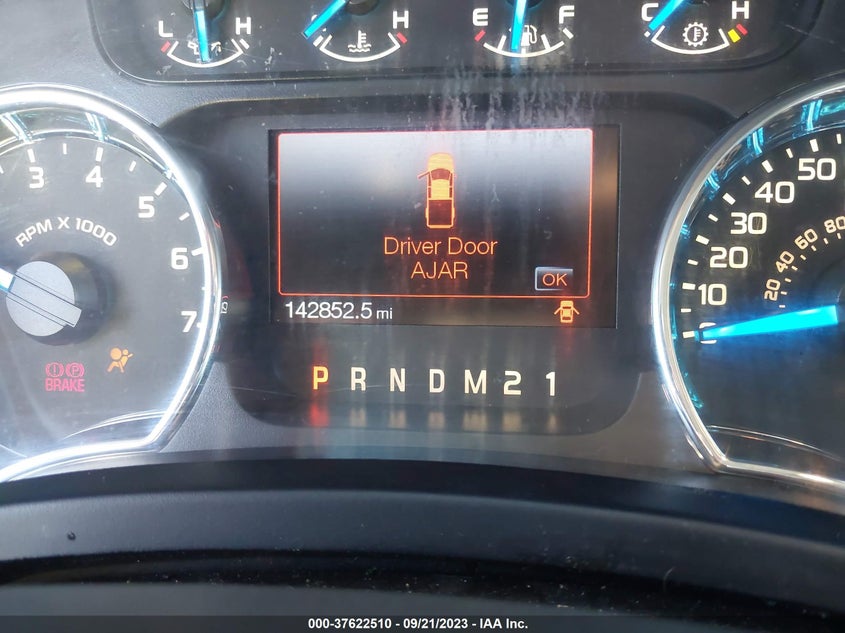 L H
H
E F
C H
3 4 5 6 7
RPM X 1000
BRAKE
Driver Door
AJAR
OK
142852.5 mi
P R N D M 2 1
50
40
30
20
10
0
80
60
40
20
000-37622510 - 09/21/2023 - IAA Inc.